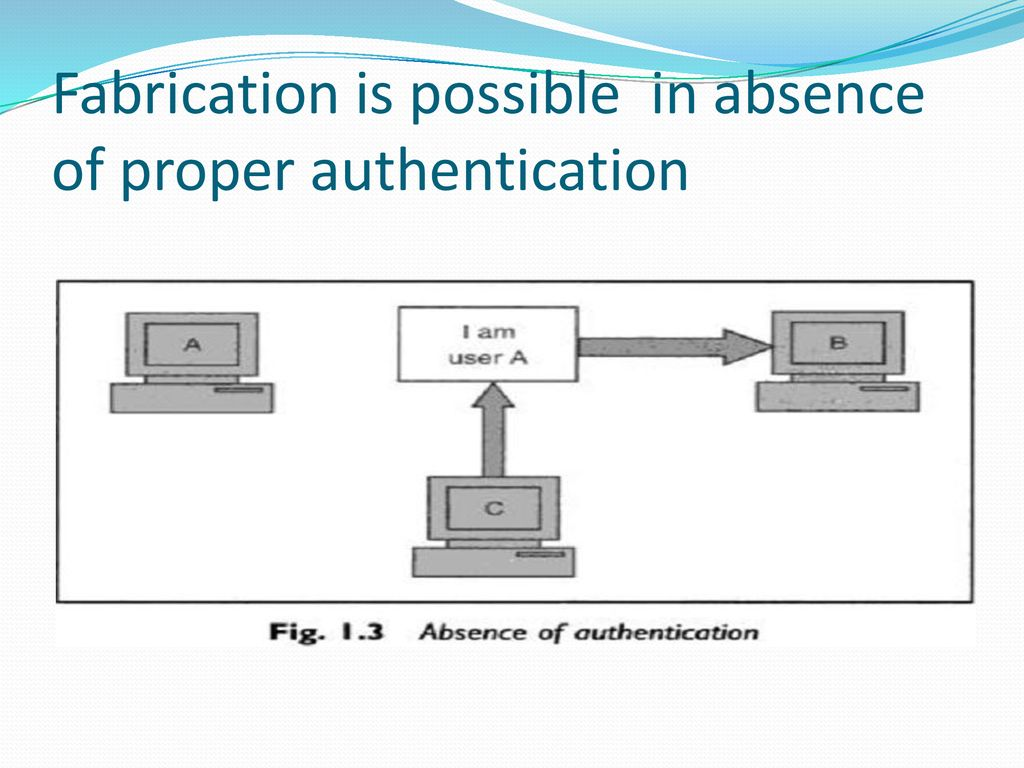 Fabrication is possible in absence
of proper authentication
A
I am
user A
B
C
Fig. 1.3 Absence of authentication